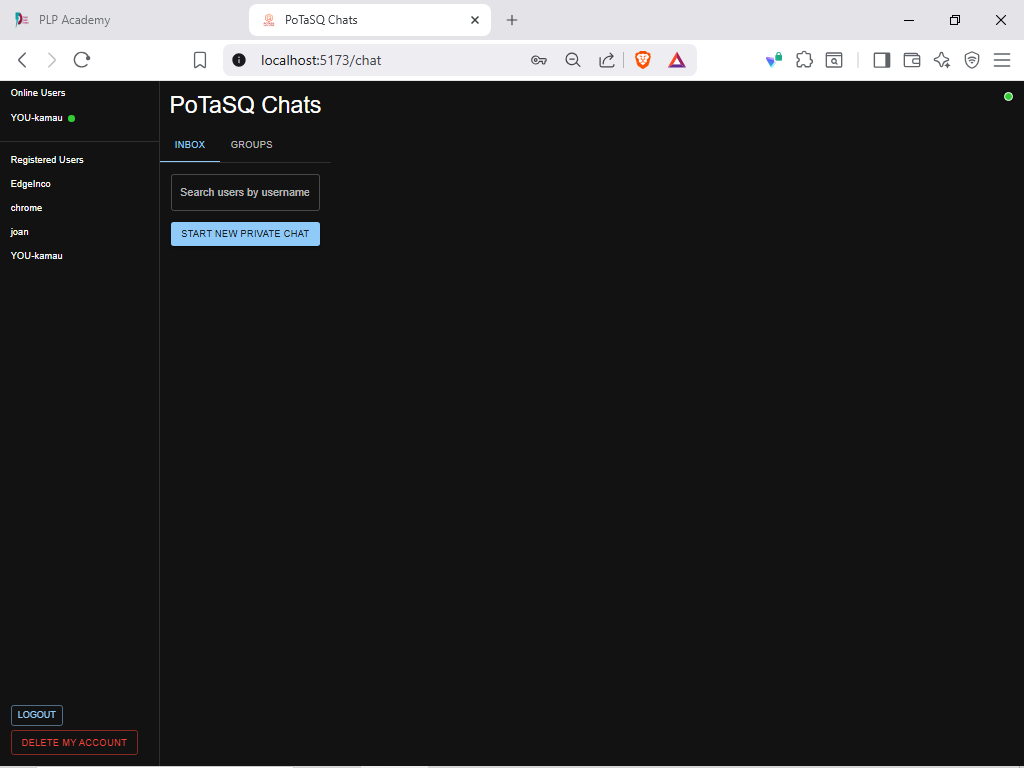 PLP Academy
PoTaSQ Chats
localhost:5173/chat
Online Users
YOU-kamau
Registered Users
EdgeInco
chrome
joan
YOU-kamau
LOGOUT
DELETE MY ACCOUNT
PoTaSQ Chats
INBOX GROUPS
Search users by username
START NEW PRIVATE CHAT